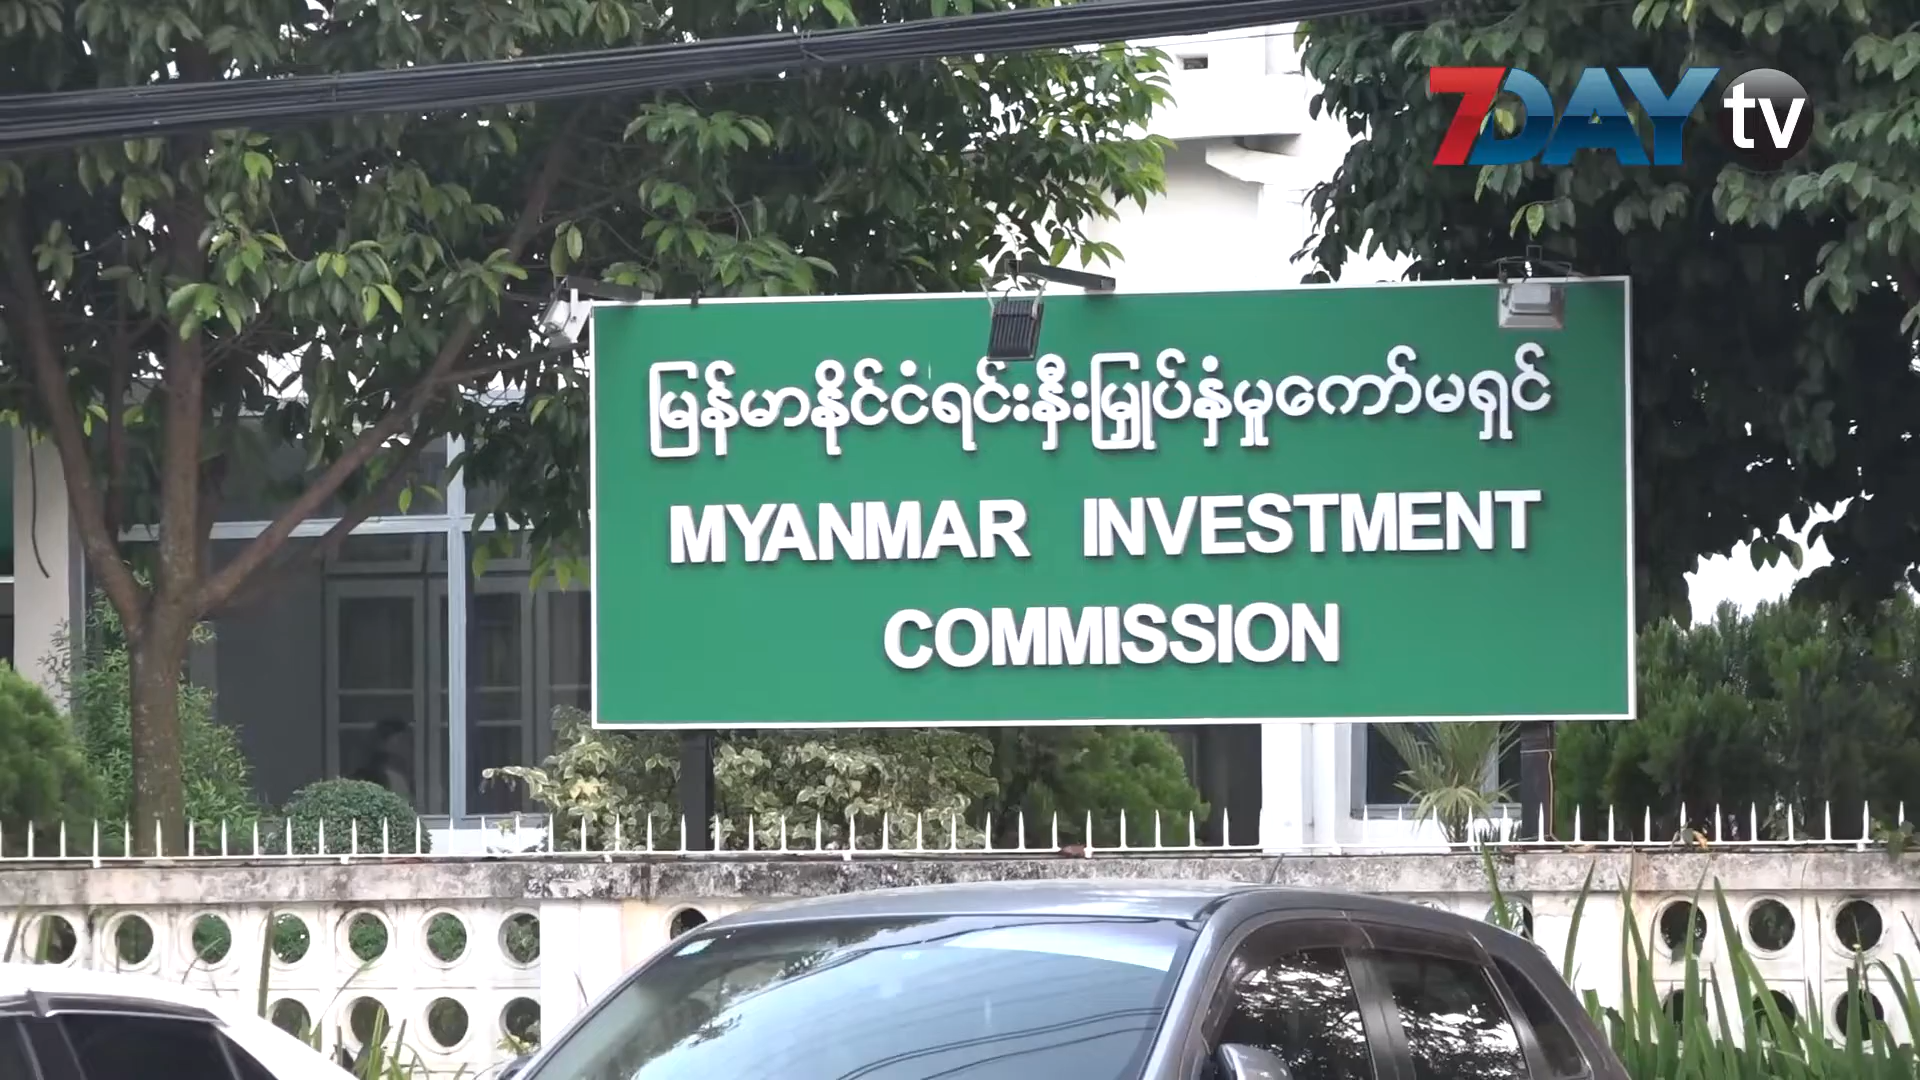 7DAY tv
မြန်မာနိုင်ငံရင်းနှီးမြှုပ်နှံမှုကော်မရှင်
MYANMAR INVESTMENT
COMMISSION